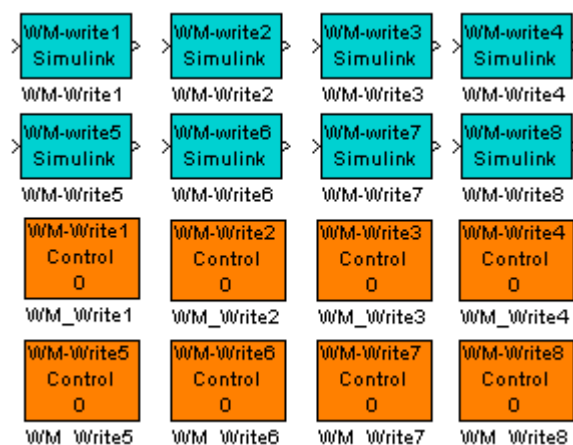 WM-write1 WM-write2 WM-write3 WM-write4
Simulink Simulink Simulink Simulink
WM-Write1 WM-Write2 WM-Write3 WM-Write4
WM-write5 WM-write6 WM-write7 WM-write8
Simulink Simulink Simulink Simulink
WM-Write5 WM-Write6 WM-Write7 WM-Write8
WM-Write1 WM-Write2 WM-Write3 WM-Write4
Control Control Control Control
0 0 0 0
WM_Write1 WM_Write2 WM_Write3 WM_Write4
WM-Write5 WM-Write6 WM-Write7 WM-Write8
Control Control Control Control
0 0 0 0
WM_Write5 WM_Write6 WM_Write7 WM_Write8